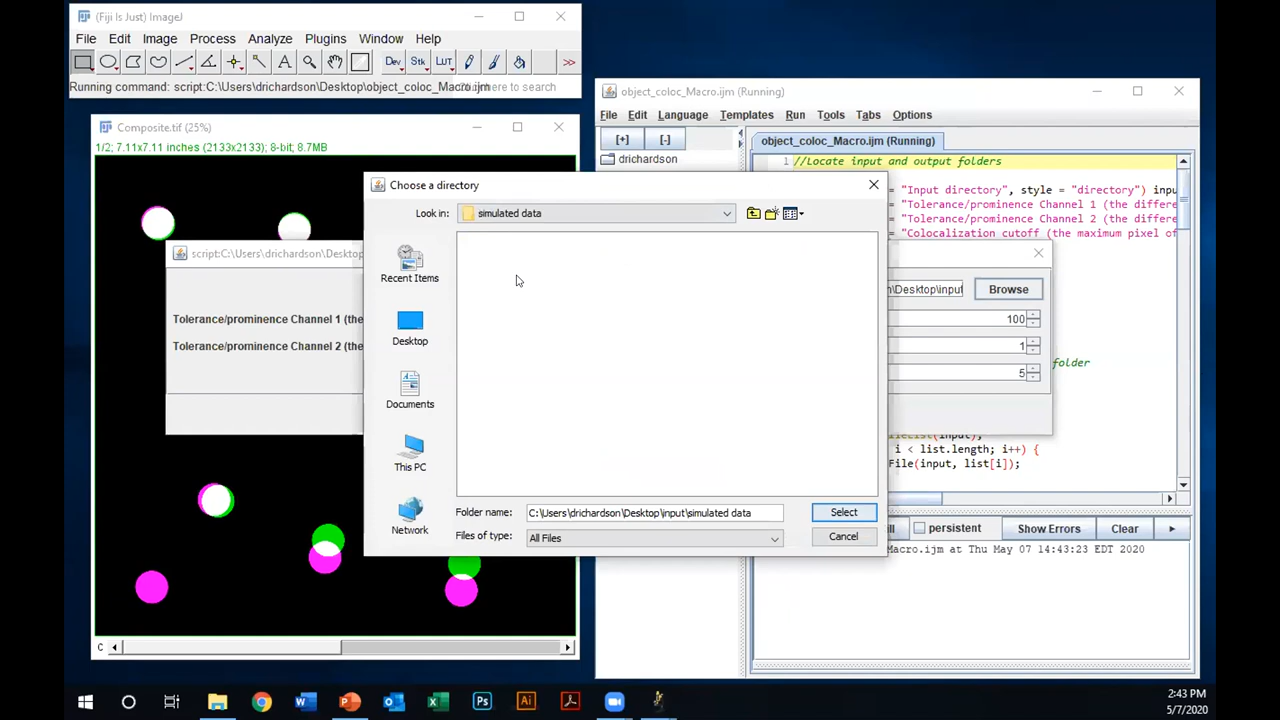 (Fiji Is Just) ImageJ
File Edit Image Process Analyze Plugins Window Help
Dev Stk LUT >>
Running command: script:C:\Users\drichardson\Desktop\object_coloc_Macro.ijm
here to search
Composite.tif (25%)
1/2; 7.11x7.11 inches (2133x2133); 8-bit; 8.7MB
C
object_coloc_Macro.ijm (Running)
File Edit Language Templates Run Tools Tabs Options
[+] [-]
drichardson
object_coloc_Macro.ijm (Running)
1 //Locate input and output folders
= "Input directory", style = "directory") inpu
= "Tolerance/prominence Channel 1 (the differe
= "Tolerance/prominence Channel 2 (the differe
= "Colocalization cutoff (the maximum pixel of
script:C:\Users\drichardson\Desktop
n\Desktop\input Browse
Tolerance/prominence Channel 1 (the 100
Tolerance/prominence Channel 2 (the 1
5
folder
i < list.length; i++) {
File(input, list[i]);
persistent Show Errors Clear
Macro.ijm at Thu May 07 14:43:23 EDT 2020
Choose a directory
Look in: simulated data
Recent Items
Desktop
Documents
This PC
Network
Folder name: C:\Users\drichardson\Desktop\input\simulated data Select
Files of type: All Files Cancel
2:43 PM
5/7/2020